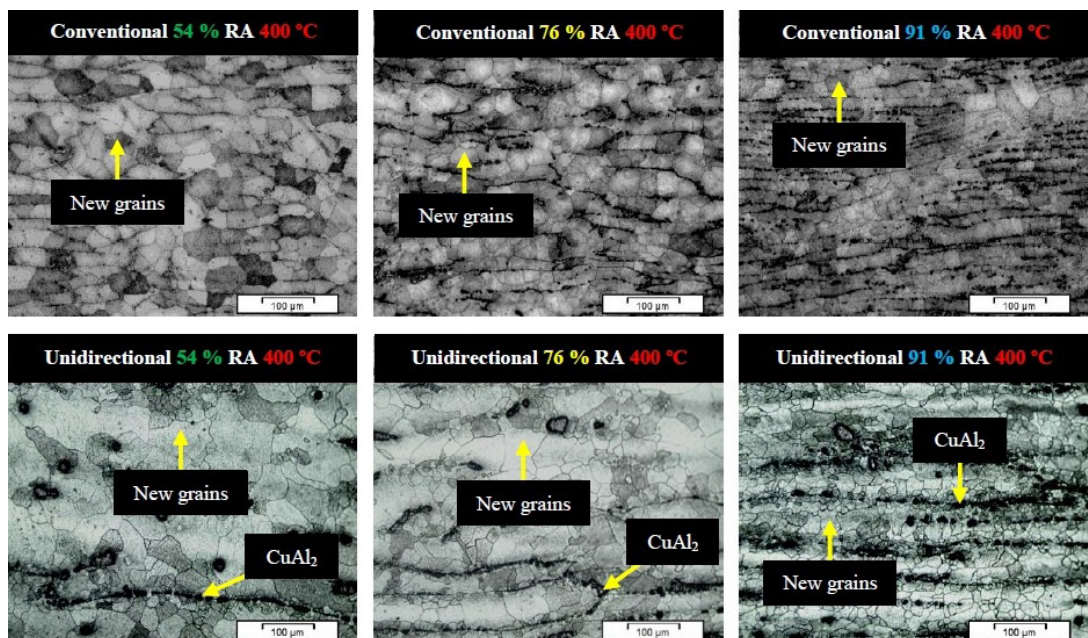 Conventional 54 % RA 400 °C
New grains
100 µm
Conventional 76 % RA 400 °C
New grains
100 µm
Conventional 91 % RA 400 °C
New grains
100 µm
Unidirectional 54 % RA 400 °C
New grains
CuAl₂
100 µm
Unidirectional 76 % RA 400 °C
New grains
CuAl₂
100 µm
Unidirectional 91 % RA 400 °C
CuAl₂
New grains
100 µm